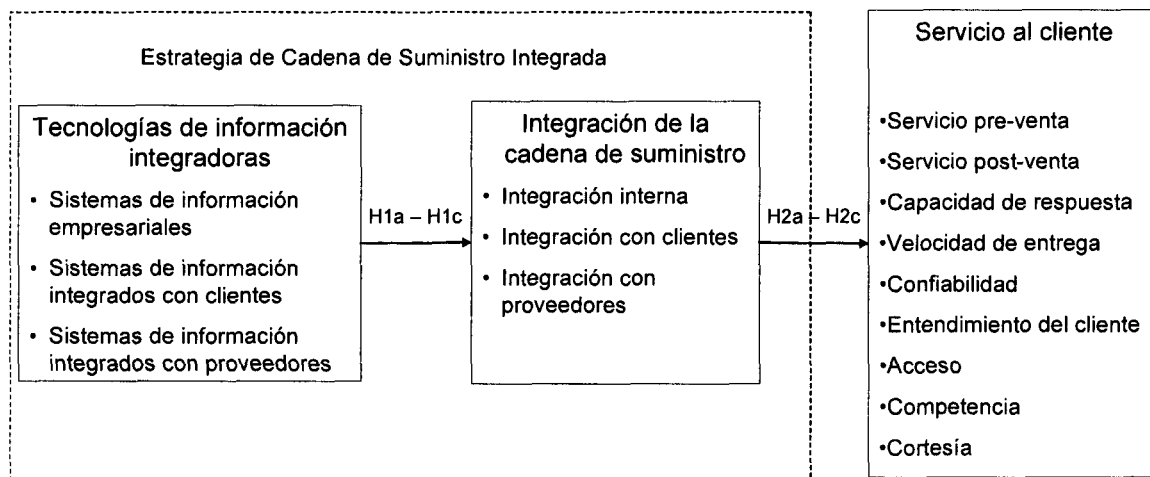 Estrategia de Cadena de Suministro Integrada
Tecnologías de información
integradoras
• Sistemas de información
empresariales
• Sistemas de información
integrados con clientes
• Sistemas de información
integrados con proveedores
H1a – H1c
Integración de la
cadena de suministro
• Integración interna
• Integración con clientes
• Integración con
proveedores
H2a – H2c
Servicio al cliente
•Servicio pre-venta
•Servicio post-venta
•Capacidad de respuesta
•Velocidad de entrega
•Confiabilidad
•Entendimiento del cliente
•Acceso
•Competencia
•Cortesía